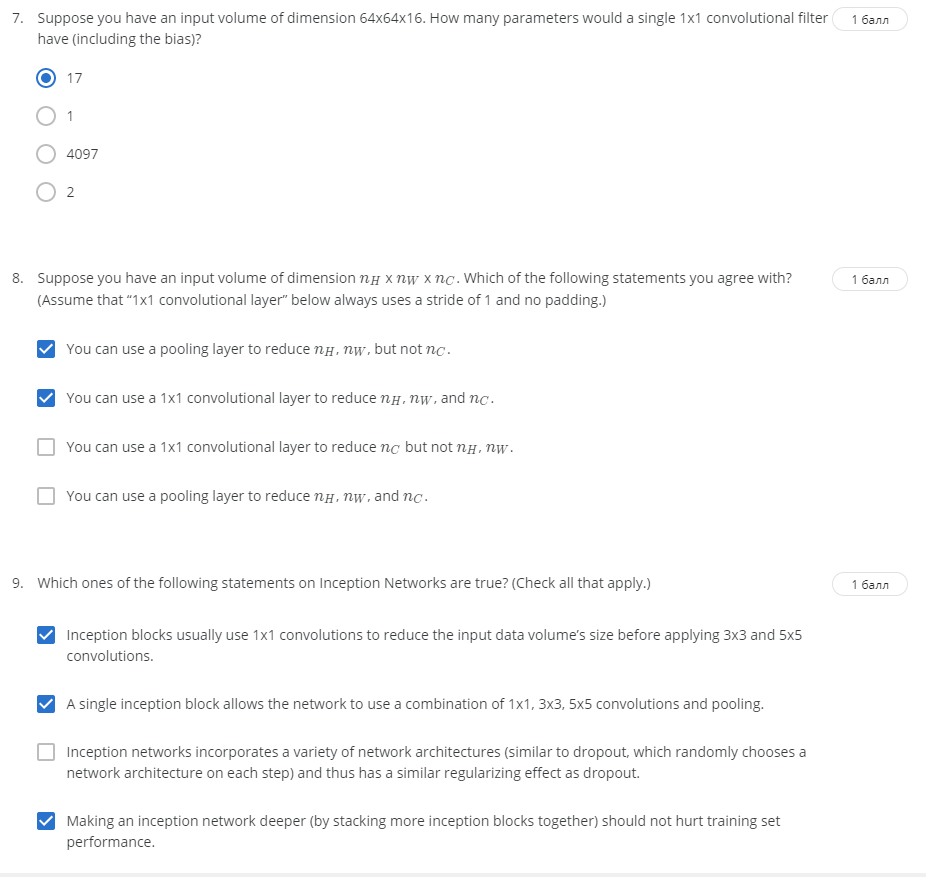 7. Suppose you have an input volume of dimension 64x64x16. How many parameters would a single 1x1 convolutional filter 1 балл
have (including the bias)?
17
1
4097
2
8. Suppose you have an input volume of dimension n_H x n_W x n_C. Which of the following statements you agree with? 1 балл
(Assume that “1x1 convolutional layer” below always uses a stride of 1 and no padding.)
You can use a pooling layer to reduce n_H, n_W, but not n_C.
You can use a 1x1 convolutional layer to reduce n_H, n_W, and n_C.
You can use a 1x1 convolutional layer to reduce n_C but not n_H, n_W.
You can use a pooling layer to reduce n_H, n_W, and n_C.
9. Which ones of the following statements on Inception Networks are true? (Check all that apply.) 1 балл
Inception blocks usually use 1x1 convolutions to reduce the input data volume’s size before applying 3x3 and 5x5
convolutions.
A single inception block allows the network to use a combination of 1x1, 3x3, 5x5 convolutions and pooling.
Inception networks incorporates a variety of network architectures (similar to dropout, which randomly chooses a
network architecture on each step) and thus has a similar regularizing effect as dropout.
Making an inception network deeper (by stacking more inception blocks together) should not hurt training set
performance.